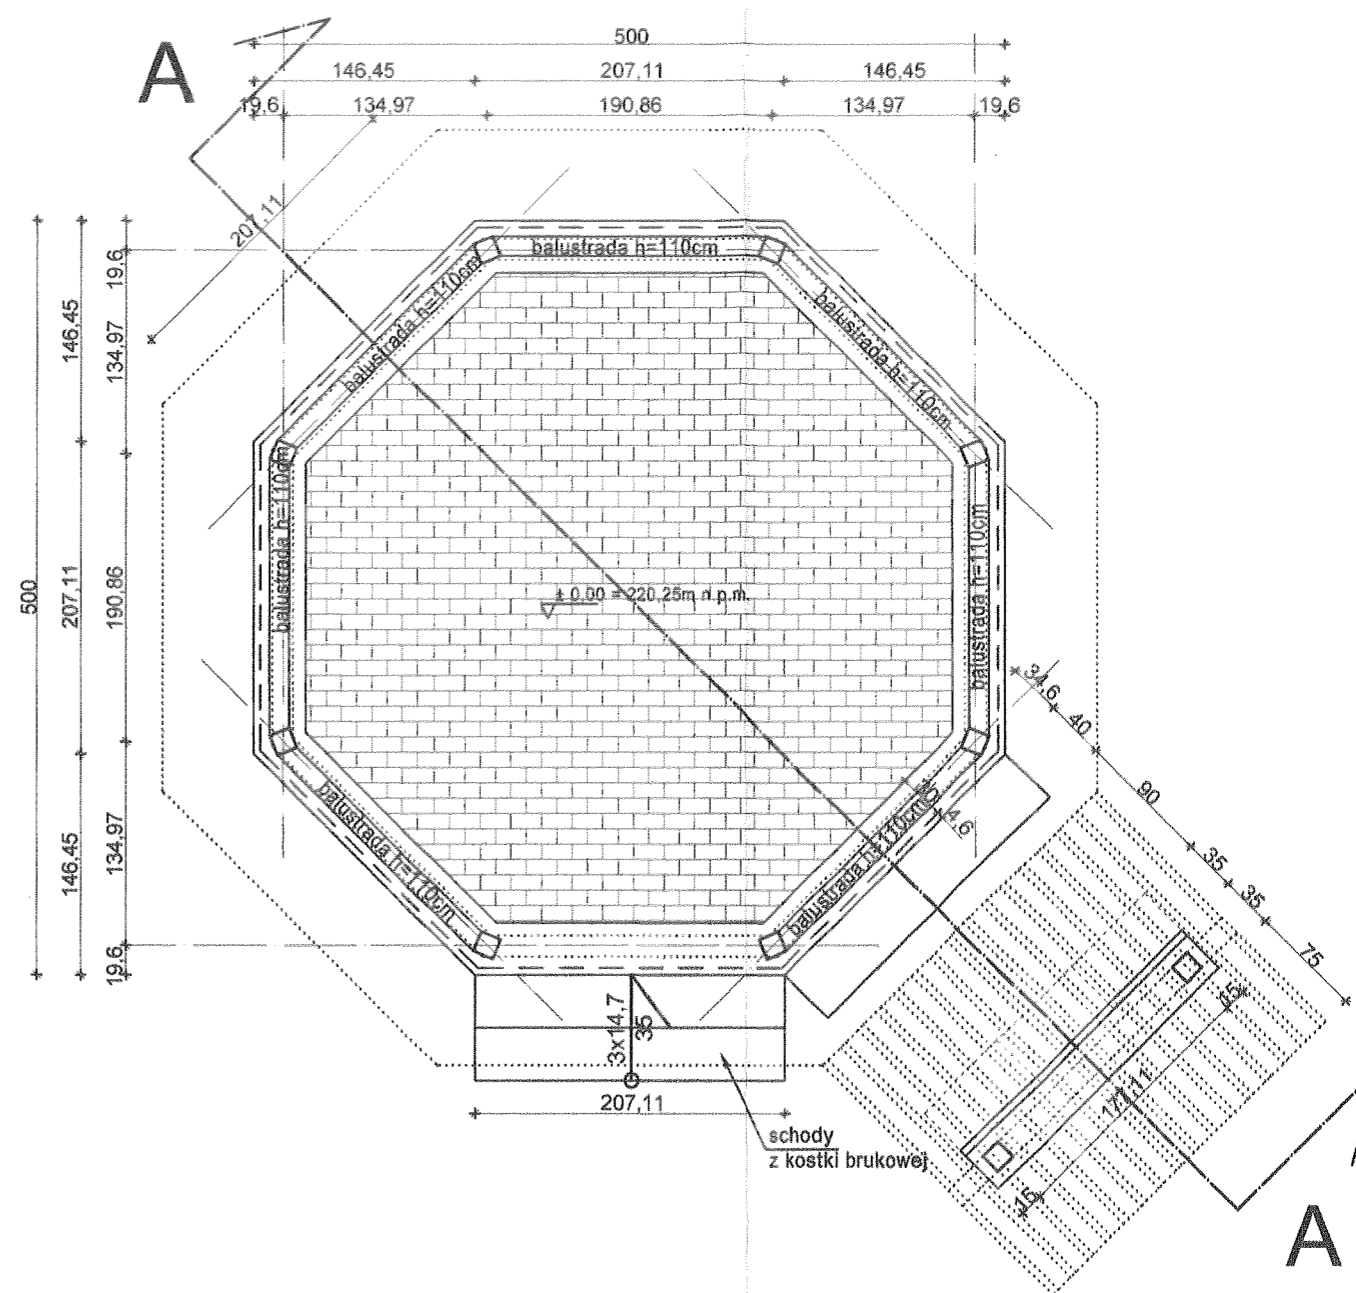 A
500
146,45 207,11 146,45
19,6 134,97 190,86 134,97 19,6
207,11
balustrada h=110cm
balustrada h=110cm
balustrada h=110cm
balustrada h=110cm
balustrada h=110cm
balustrada h=110cm
balustrada h=110cm
500
146,45
207,11
146,45
19,6
134,97
190,86
134,97
19,6
± 0,00 = 220,25m n p.m.
34,6
40
90
35
35
75
4,6
3x14,7
35
207,11
schody
z kostki brukowej
15
15
A